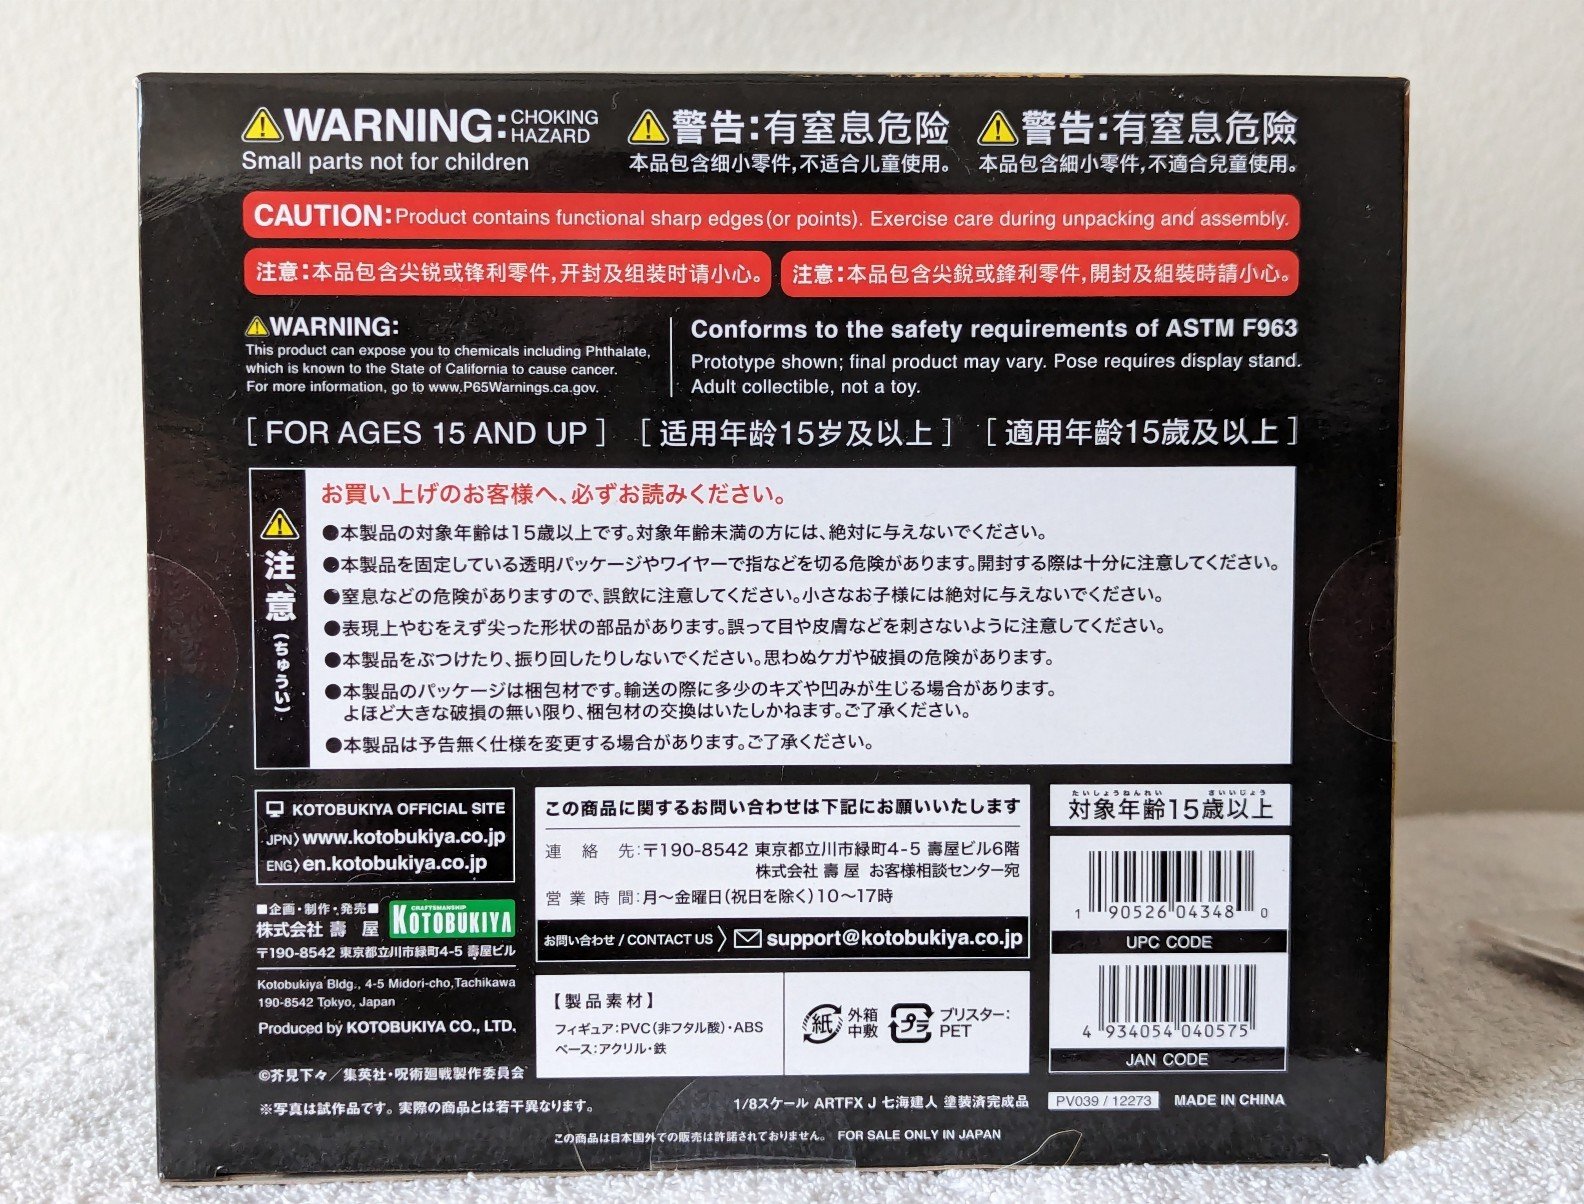 ⚠WARNING: CHOKING HAZARD
Small parts not for children
⚠警告:有窒息危险
本品包含细小零件,不适合儿童使用。
⚠警告:有窒息危險
本品包含細小零件,不適合兒童使用。
CAUTION:Product contains functional sharp edges(or points). Exercise care during unpacking and assembly.
注意:本品包含尖锐或锋利零件,开封及组装时请小心。
注意:本品包含尖銳或鋒利零件,開封及組裝時請小心。
⚠WARNING:
This product can expose you to chemicals including Phthalate,
which is known to the State of California to cause cancer.
For more information, go to www.P65Warnings.ca.gov.
Conforms to the safety requirements of ASTM F963
Prototype shown; final product may vary. Pose requires display stand.
Adult collectible, not a toy.
[ FOR AGES 15 AND UP ]
[ 适用年龄15岁及以上 ]
[ 適用年齡15歲及以上 ]
⚠注意(ちゅうい)
お買い上げのお客様へ、必ずお読みください。
●本製品の対象年齢は15歳以上です。対象年齢未満の方には、絶対に与えないでください。
●本製品を固定している透明パッケージやワイヤーで指などを切る危険があります。開封する際は十分に注意してください。
●窒息などの危険がありますので、誤飲に注意してください。小さなお子様には絶対に与えないでください。
●表現上やむをえず尖った形状の部品があります。誤って目や皮膚などを刺さないように注意してください。
●本製品をぶつけたり、振り回したりしないでください。思わぬケガや破損の危険があります。
●本製品のパッケージは梱包材です。輸送の際に多少のキズや凹みが生じる場合があります。
よほど大きな破損の無い限り、梱包材の交換はいたしかねます。ご了承ください。
●本製品は予告無く仕様を変更する場合があります。ご了承ください。
KOTOBUKIYA OFFICIAL SITE
JPN〉www.kotobukiya.co.jp
ENG〉en.kotobukiya.co.jp
■企画・制作・発売■
株式会社 壽 屋
CRAFTSMANSHIP
KOTOBUKIYA
〒190-8542 東京都立川市緑町4-5 壽屋ビル
Kotobukiya Bldg., 4-5 Midori-cho,Tachikawa
190-8542 Tokyo, Japan
Produced by KOTOBUKIYA CO., LTD.
©芥見下々/集英社・呪術廻戦製作委員会
※写真は試作品です。実際の商品とは若干異なります。
この商品に関するお問い合わせは下記にお願いいたします
連絡先:〒190-8542 東京都立川市緑町4-5 壽屋ビル6階
株式会社 壽 屋 お客様相談センター宛
営業時間:月〜金曜日(祝日を除く)10〜17時
お問い合わせ / CONTACT US 〉 support@kotobukiya.co.jp
【製品素材】
フィギュア:PVC(非フタル酸)・ABS
ベース:アクリル・鉄
紙 外箱
中敷
プラ ブリスター:
PET
たいしょうねんれい さいいじょう
対象年齢15歳以上
1 90526 04348 0
UPC CODE
4 934054 040575
JAN CODE
1/8スケール ARTFX J 七海建人 塗装済完成品
PV039 / 12273
MADE IN CHINA
この商品は日本国外での販売は許諾されておりません。 FOR SALE ONLY IN JAPAN